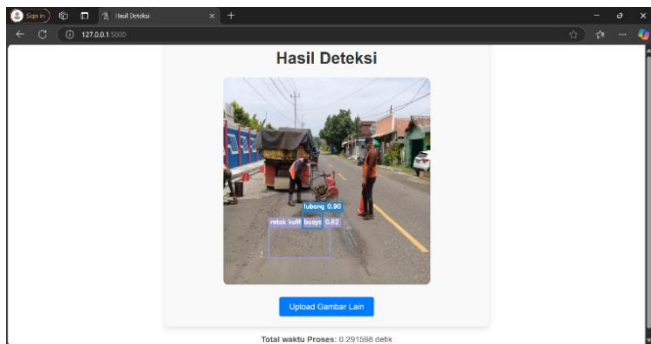 Sign in
Hasil Deteksi
127.0.0.1:5000
Hasil Deteksi
lubang 0.90
retak kulit buaya 0.82
Upload Gambar Lain
Total waktu Proses: 0.291598 detik